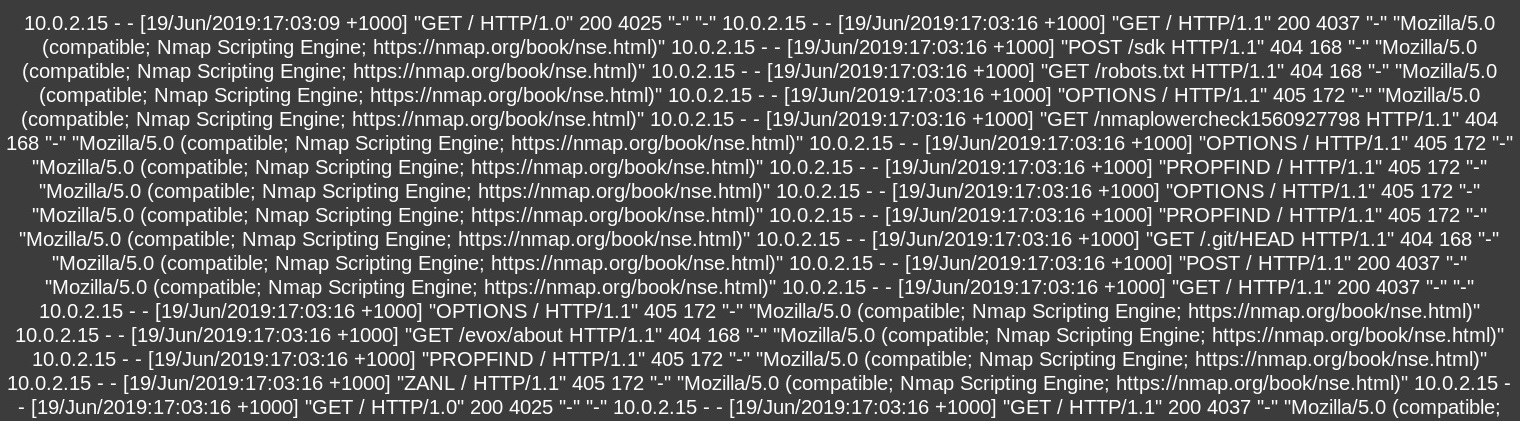 10.0.2.15 - - [19/Jun/2019:17:03:09 +1000] "GET / HTTP/1.0" 200 4025 "-" "-" 10.0.2.15 - - [19/Jun/2019:17:03:16 +1000] "GET / HTTP/1.1" 200 4037 "-" "Mozilla/5.0
(compatible; Nmap Scripting Engine; https://nmap.org/book/nse.html)" 10.0.2.15 - - [19/Jun/2019:17:03:16 +1000] "POST /sdk HTTP/1.1" 404 168 "-" "Mozilla/5.0
(compatible; Nmap Scripting Engine; https://nmap.org/book/nse.html)" 10.0.2.15 - - [19/Jun/2019:17:03:16 +1000] "GET /robots.txt HTTP/1.1" 404 168 "-" "Mozilla/5.0
(compatible; Nmap Scripting Engine; https://nmap.org/book/nse.html)" 10.0.2.15 - - [19/Jun/2019:17:03:16 +1000] "OPTIONS / HTTP/1.1" 405 172 "-" "Mozilla/5.0
(compatible; Nmap Scripting Engine; https://nmap.org/book/nse.html)" 10.0.2.15 - - [19/Jun/2019:17:03:16 +1000] "GET /nmaplowercheck1560927798 HTTP/1.1" 404
168 "-" "Mozilla/5.0 (compatible; Nmap Scripting Engine; https://nmap.org/book/nse.html)" 10.0.2.15 - - [19/Jun/2019:17:03:16 +1000] "OPTIONS / HTTP/1.1" 405 172 "-"
"Mozilla/5.0 (compatible; Nmap Scripting Engine; https://nmap.org/book/nse.html)" 10.0.2.15 - - [19/Jun/2019:17:03:16 +1000] "PROPFIND / HTTP/1.1" 405 172 "-"
"Mozilla/5.0 (compatible; Nmap Scripting Engine; https://nmap.org/book/nse.html)" 10.0.2.15 - - [19/Jun/2019:17:03:16 +1000] "OPTIONS / HTTP/1.1" 405 172 "-"
"Mozilla/5.0 (compatible; Nmap Scripting Engine; https://nmap.org/book/nse.html)" 10.0.2.15 - - [19/Jun/2019:17:03:16 +1000] "PROPFIND / HTTP/1.1" 405 172 "-"
"Mozilla/5.0 (compatible; Nmap Scripting Engine; https://nmap.org/book/nse.html)" 10.0.2.15 - - [19/Jun/2019:17:03:16 +1000] "GET /.git/HEAD HTTP/1.1" 404 168 "-"
"Mozilla/5.0 (compatible; Nmap Scripting Engine; https://nmap.org/book/nse.html)" 10.0.2.15 - - [19/Jun/2019:17:03:16 +1000] "POST / HTTP/1.1" 200 4037 "-"
"Mozilla/5.0 (compatible; Nmap Scripting Engine; https://nmap.org/book/nse.html)" 10.0.2.15 - - [19/Jun/2019:17:03:16 +1000] "GET / HTTP/1.1" 200 4037 "-" "-"
10.0.2.15 - - [19/Jun/2019:17:03:16 +1000] "OPTIONS / HTTP/1.1" 405 172 "-" "Mozilla/5.0 (compatible; Nmap Scripting Engine; https://nmap.org/book/nse.html)"
10.0.2.15 - - [19/Jun/2019:17:03:16 +1000] "GET /evox/about HTTP/1.1" 404 168 "-" "Mozilla/5.0 (compatible; Nmap Scripting Engine; https://nmap.org/book/nse.html)"
10.0.2.15 - - [19/Jun/2019:17:03:16 +1000] "PROPFIND / HTTP/1.1" 405 172 "-" "Mozilla/5.0 (compatible; Nmap Scripting Engine; https://nmap.org/book/nse.html)"
10.0.2.15 - - [19/Jun/2019:17:03:16 +1000] "ZANL / HTTP/1.1" 405 172 "-" "Mozilla/5.0 (compatible; Nmap Scripting Engine; https://nmap.org/book/nse.html)" 10.0.2.15 -
- [19/Jun/2019:17:03:16 +1000] "GET / HTTP/1.0" 200 4025 "-" "-" 10.0.2.15 - - [19/Jun/2019:17:03:16 +1000] "GET / HTTP/1.1" 200 4037 "-" "Mozilla/5.0 (compatible;